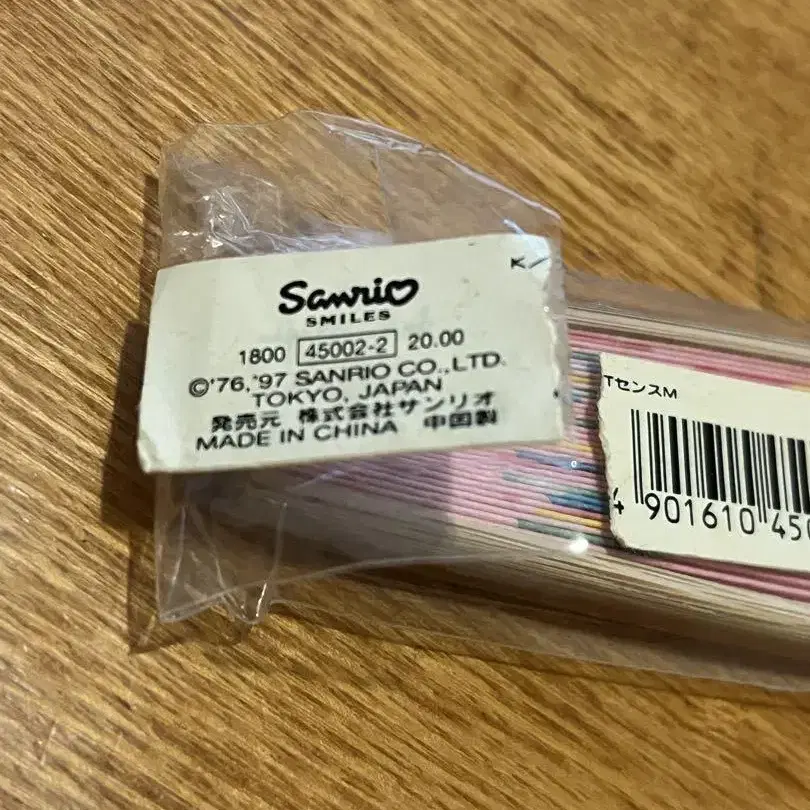 Sanrio
SMILES
1800 45002-2 20.00
©'76,'97 SANRIO CO.,LTD.
TOKYO, JAPAN
発売元 株式会社サンリオ
MADE IN CHINA 中国製
TセンスM
4 901610 450